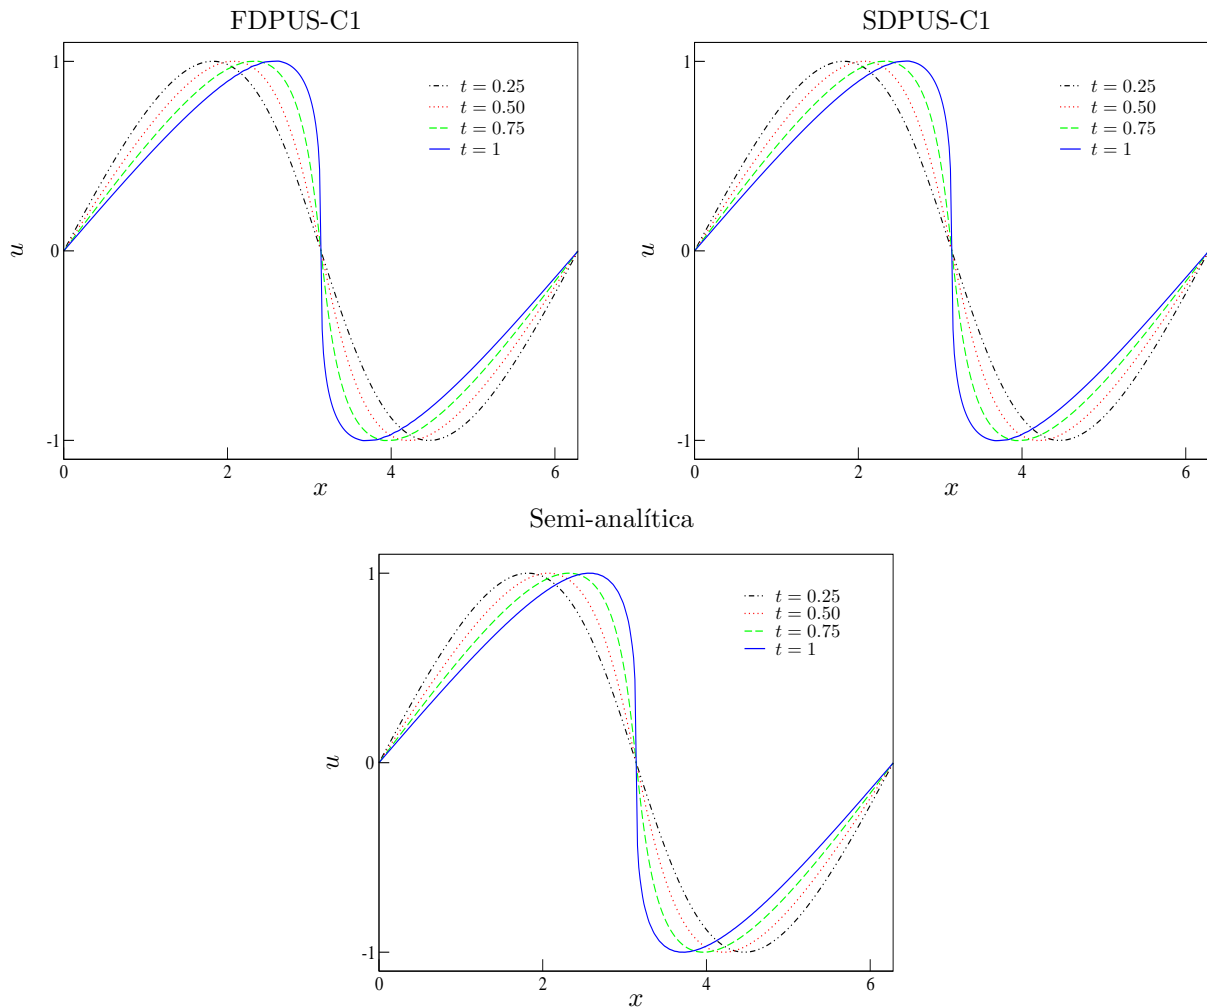 FDPUS-C1
1
0
-1
u
t = 0.25
t = 0.50
t = 0.75
t = 1
0
2
4
6
x
SDPUS-C1
1
0
-1
u
t = 0.25
t = 0.50
t = 0.75
t = 1
0
2
4
6
x
Semi-analítica
1
0
-1
u
t = 0.25
t = 0.50
t = 0.75
t = 1
0
2
4
6
x